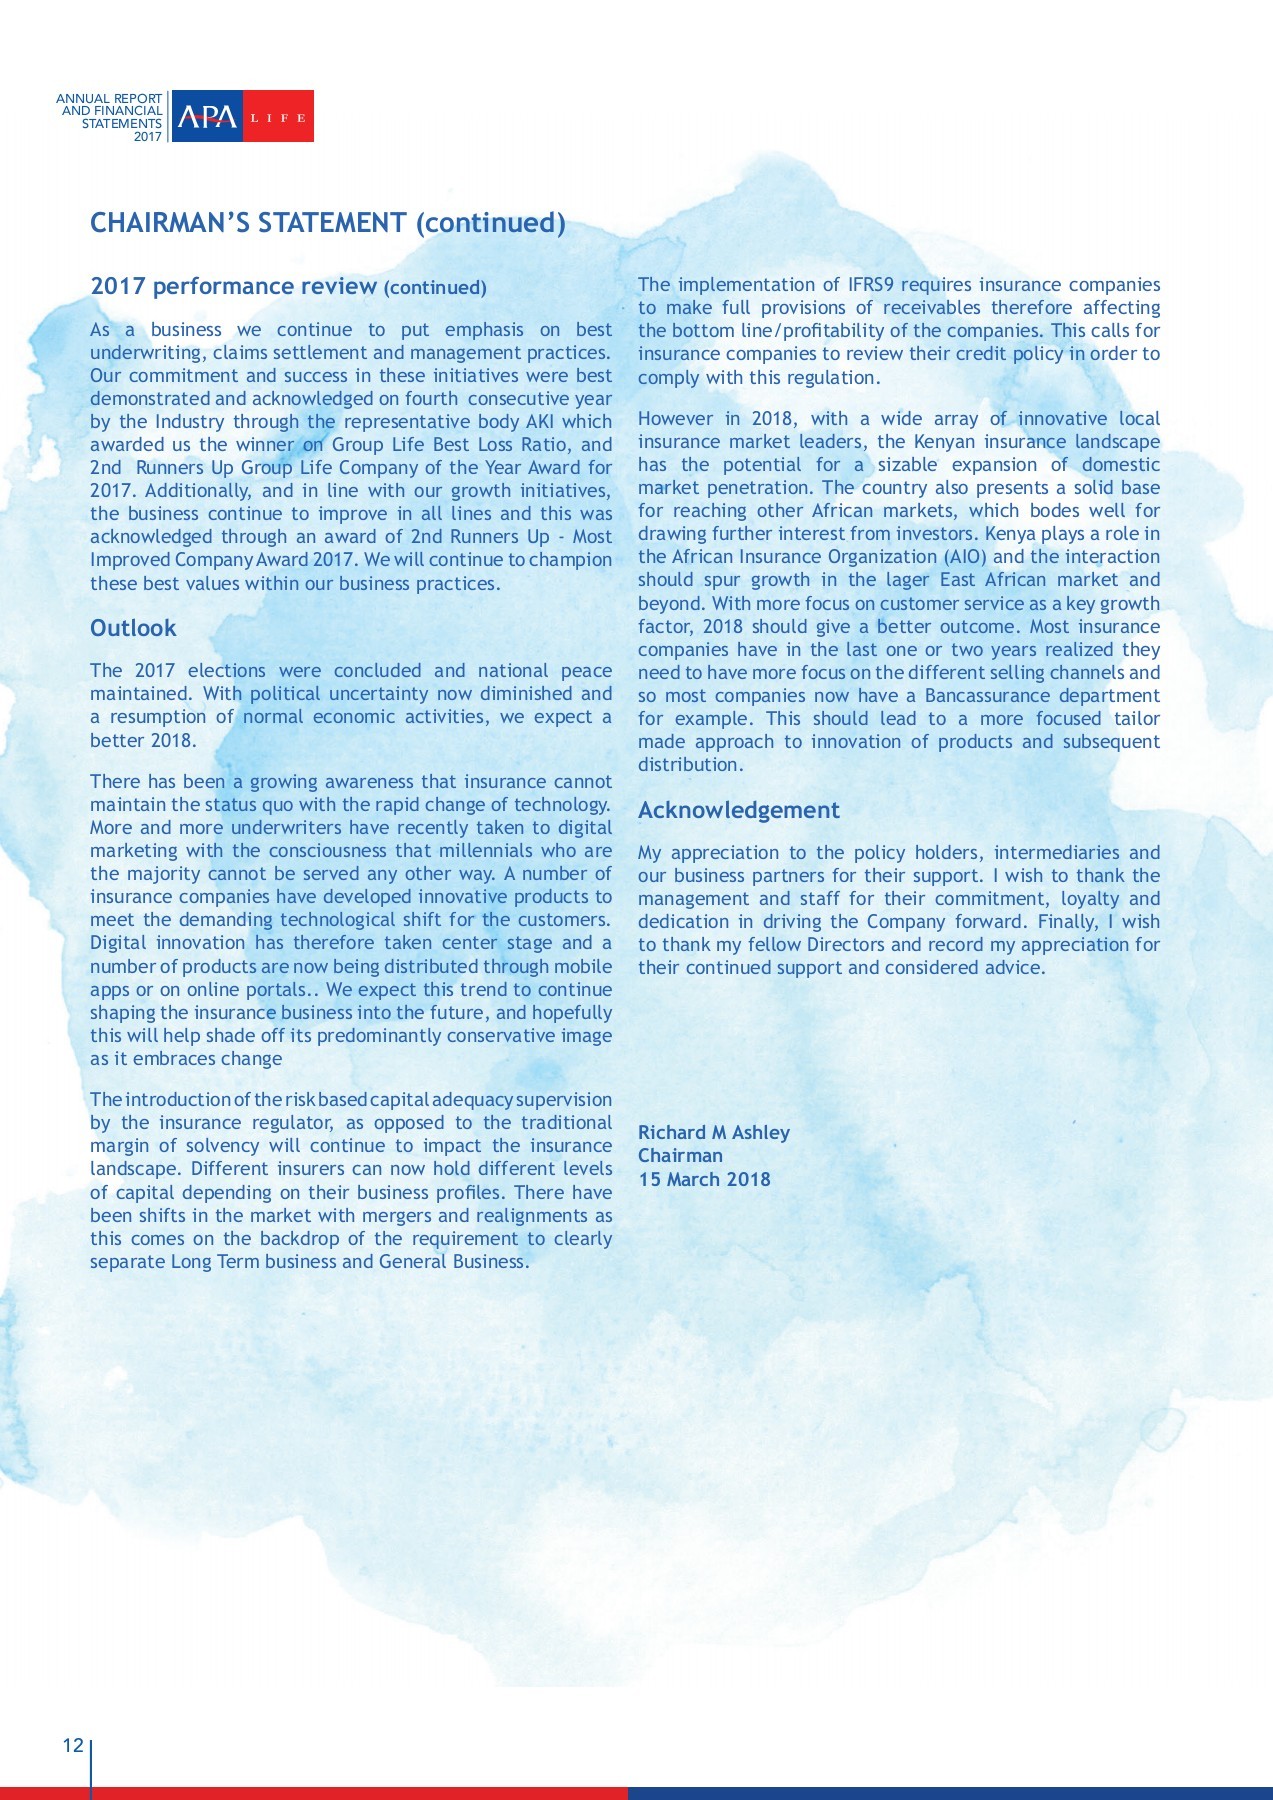 ANNUAL REPORT
AND FINANCIAL
STATEMENTS
2017
APA
LIFE
CHAIRMAN’S STATEMENT (continued)
2017 performance review (continued)
As a business we continue to put emphasis on best
underwriting, claims settlement and management practices.
Our commitment and success in these initiatives were best
demonstrated and acknowledged on fourth consecutive year
by the Industry through the representative body AKI which
awarded us the winner on Group Life Best Loss Ratio, and
2nd Runners Up Group Life Company of the Year Award for
2017. Additionally, and in line with our growth initiatives,
the business continue to improve in all lines and this was
acknowledged through an award of 2nd Runners Up - Most
Improved Company Award 2017. We will continue to champion
these best values within our business practices.
Outlook
The 2017 elections were concluded and national peace
maintained. With political uncertainty now diminished and
a resumption of normal economic activities, we expect a
better 2018.
There has been a growing awareness that insurance cannot
maintain the status quo with the rapid change of technology.
More and more underwriters have recently taken to digital
marketing with the consciousness that millennials who are
the majority cannot be served any other way. A number of
insurance companies have developed innovative products to
meet the demanding technological shift for the customers.
Digital innovation has therefore taken center stage and a
number of products are now being distributed through mobile
apps or on online portals.. We expect this trend to continue
shaping the insurance business into the future, and hopefully
this will help shade off its predominantly conservative image
as it embraces change
The introduction of the risk based capital adequacy supervision
by the insurance regulator, as opposed to the traditional
margin of solvency will continue to impact the insurance
landscape. Different insurers can now hold different levels
of capital depending on their business profiles. There have
been shifts in the market with mergers and realignments as
this comes on the backdrop of the requirement to clearly
separate Long Term business and General Business.
The implementation of IFRS9 requires insurance companies
to make full provisions of receivables therefore affecting
the bottom line/profitability of the companies. This calls for
insurance companies to review their credit policy in order to
comply with this regulation.
However in 2018, with a wide array of innovative local
insurance market leaders, the Kenyan insurance landscape
has the potential for a sizable expansion of domestic
market penetration. The country also presents a solid base
for reaching other African markets, which bodes well for
drawing further interest from investors. Kenya plays a role in
the African Insurance Organization (AIO) and the interaction
should spur growth in the lager East African market and
beyond. With more focus on customer service as a key growth
factor, 2018 should give a better outcome. Most insurance
companies have in the last one or two years realized they
need to have more focus on the different selling channels and
so most companies now have a Bancassurance department
for example. This should lead to a more focused tailor
made approach to innovation of products and subsequent
distribution.
Acknowledgement
My appreciation to the policy holders, intermediaries and
our business partners for their support. I wish to thank the
management and staff for their commitment, loyalty and
dedication in driving the Company forward. Finally, I wish
to thank my fellow Directors and record my appreciation for
their continued support and considered advice.
Richard M Ashley
Chairman
15 March 2018
12